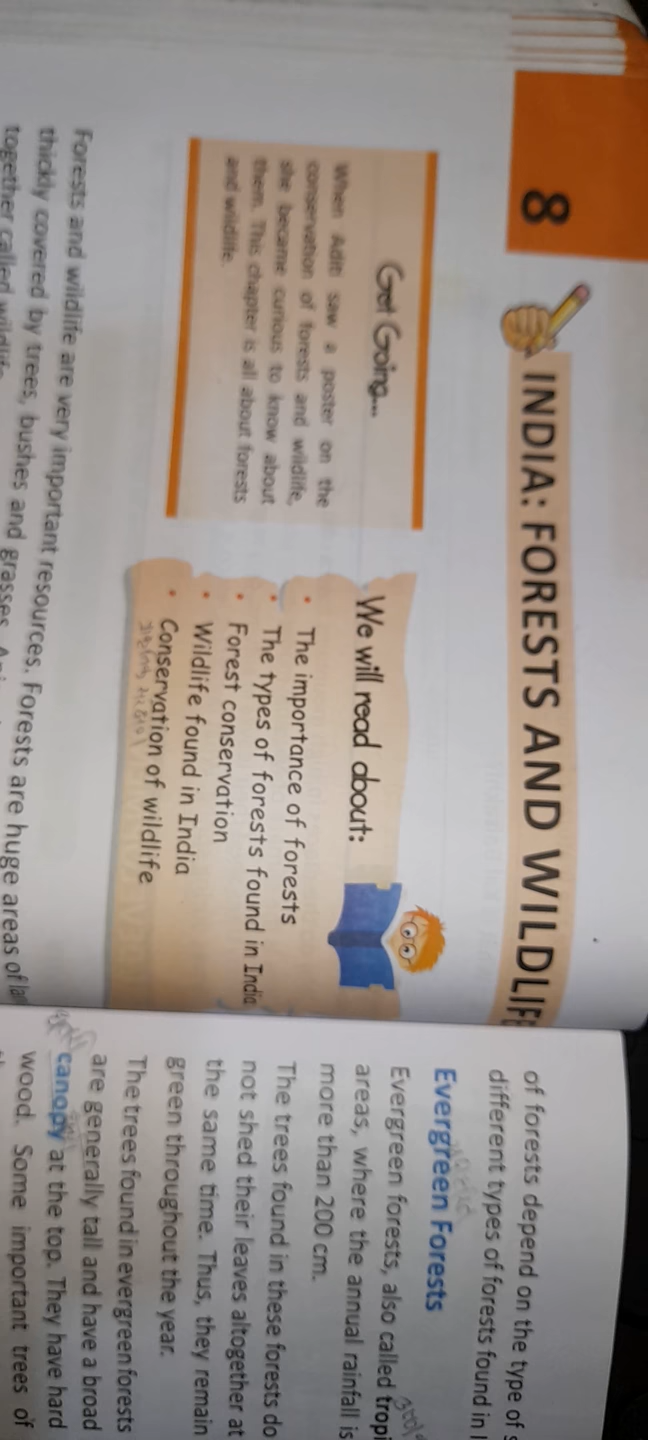 8
INDIA: FORESTS AND WILDLIF
Get Going...
When Aditi saw a poster on the
conservation of forests and wildlife,
she became curious to know about
them. This chapter is all about forests
and wildlife.
We will read about:
• The importance of forests
• The types of forests found in India
• Forest conservation
• Wildlife found in India
• Conservation of wildlife
Forests and wildlife are very important resources. Forests are huge areas of la
thickly covered by trees, bushes and grasses.
together called wildlife
of forests depend on the type of s
different types of forests found in I
Evergreen Forests
Evergreen forests, also called tropi
areas, where the annual rainfall is
more than 200 cm.
The trees found in these forests do
not shed their leaves altogether at
the same time. Thus, they remain
green throughout the year.
The trees found in evergreen forests
are generally tall and have a broad
canopy at the top. They have hard
wood. Some important trees of